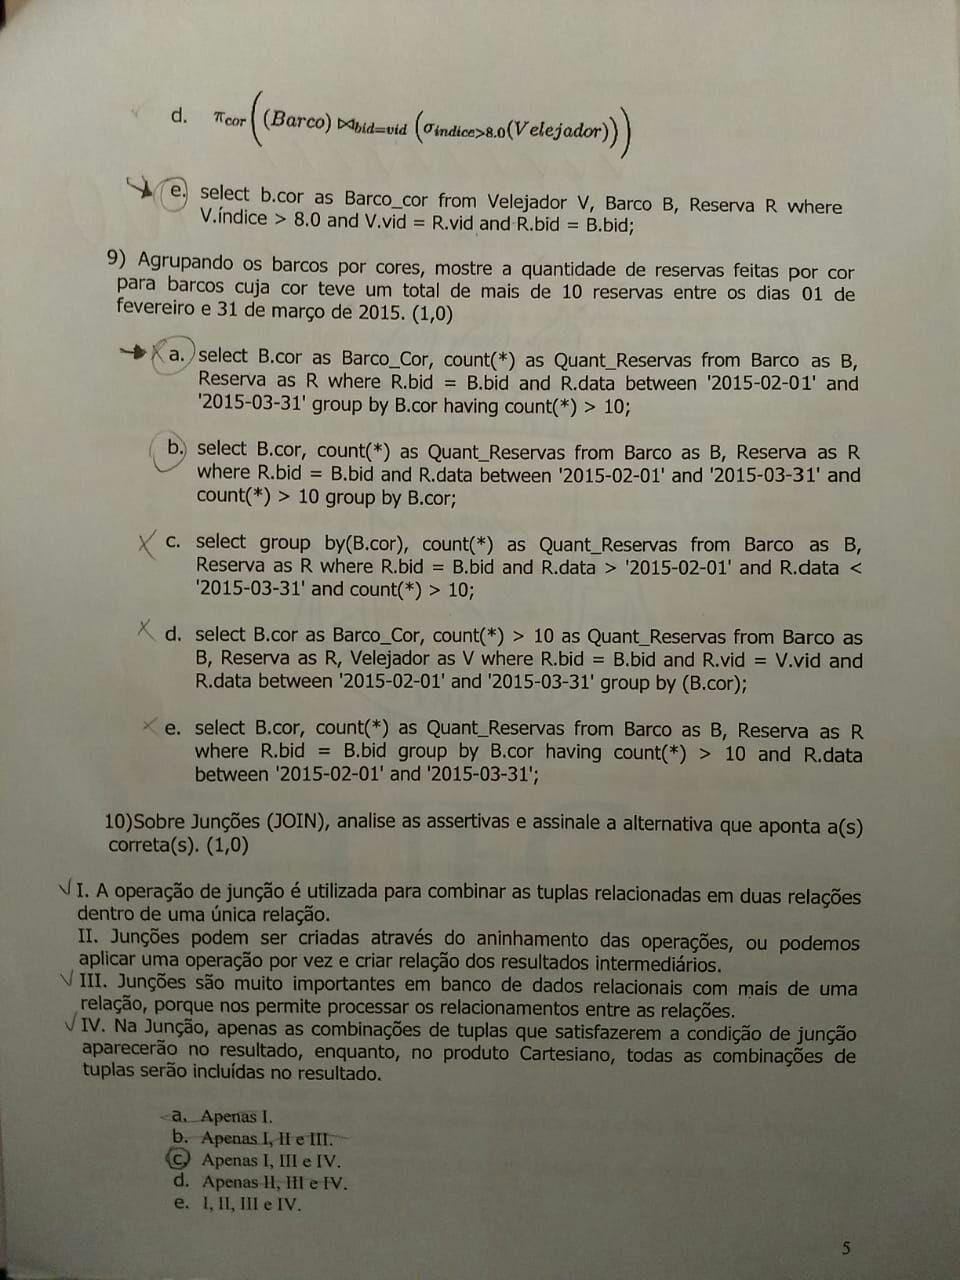 d. π_cor((Barco) ⋈_bid=vid (σ_indice>8.0(Velejador)))
e. select b.cor as Barco_cor from Velejador V, Barco B, Reserva R where
V.índice > 8.0 and V.vid = R.vid and R.bid = B.bid;
9) Agrupando os barcos por cores, mostre a quantidade de reservas feitas por cor
para barcos cuja cor teve um total de mais de 10 reservas entre os dias 01 de
fevereiro e 31 de março de 2015. (1,0)
a. select B.cor as Barco_Cor, count(*) as Quant_Reservas from Barco as B,
Reserva as R where R.bid = B.bid and R.data between '2015-02-01' and
'2015-03-31' group by B.cor having count(*) > 10;
b. select B.cor, count(*) as Quant_Reservas from Barco as B, Reserva as R
where R.bid = B.bid and R.data between '2015-02-01' and '2015-03-31' and
count(*) > 10 group by B.cor;
c. select group by(B.cor), count(*) as Quant_Reservas from Barco as B,
Reserva as R where R.bid = B.bid and R.data > '2015-02-01' and R.data <
'2015-03-31' and count(*) > 10;
d. select B.cor as Barco_Cor, count(*) > 10 as Quant_Reservas from Barco as
B, Reserva as R, Velejador as V where R.bid = B.bid and R.vid = V.vid and
R.data between '2015-02-01' and '2015-03-31' group by (B.cor);
e. select B.cor, count(*) as Quant_Reservas from Barco as B, Reserva as R
where R.bid = B.bid group by B.cor having count(*) > 10 and R.data
between '2015-02-01' and '2015-03-31';
10)Sobre Junções (JOIN), analise as assertivas e assinale a alternativa que aponta a(s)
correta(s). (1,0)
I. A operação de junção é utilizada para combinar as tuplas relacionadas em duas relações
dentro de uma única relação.
II. Junções podem ser criadas através do aninhamento das operações, ou podemos
aplicar uma operação por vez e criar relação dos resultados intermediários.
III. Junções são muito importantes em banco de dados relacionais com mais de uma
relação, porque nos permite processar os relacionamentos entre as relações.
IV. Na Junção, apenas as combinações de tuplas que satisfazerem a condição de junção
aparecerão no resultado, enquanto, no produto Cartesiano, todas as combinações de
tuplas serão incluídas no resultado.
a. Apenas I.
b. Apenas I, II e III.
c. Apenas I, III e IV.
d. Apenas II, III e IV.
e. I, II, III e IV.
5